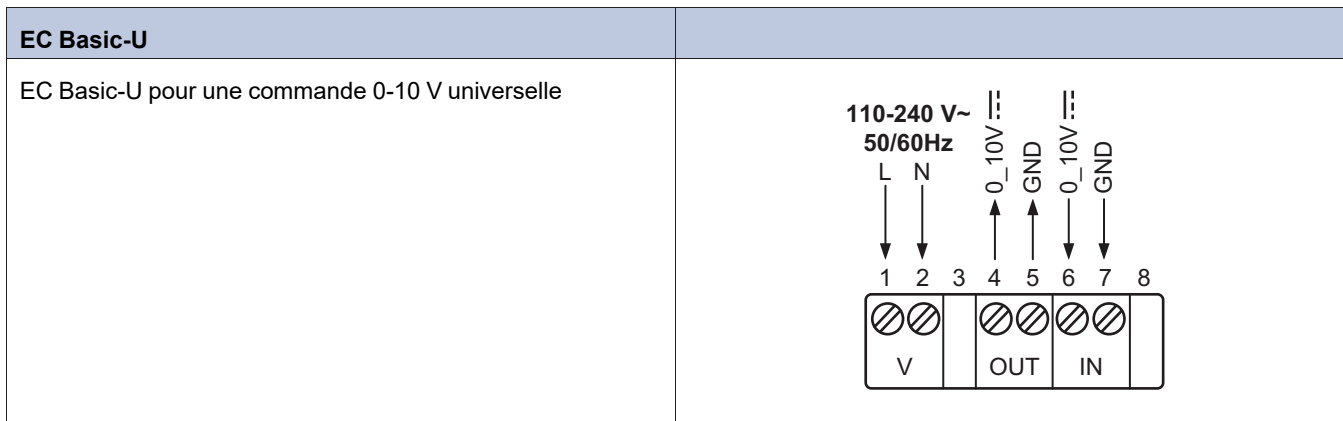 EC Basic-U
EC Basic-U pour une commande 0-10 V universelle
110-240 V~
50/60Hz
L N
0_10V
GND
0_10V
GND
1 2 3 4 5 6 7 8
V OUT IN